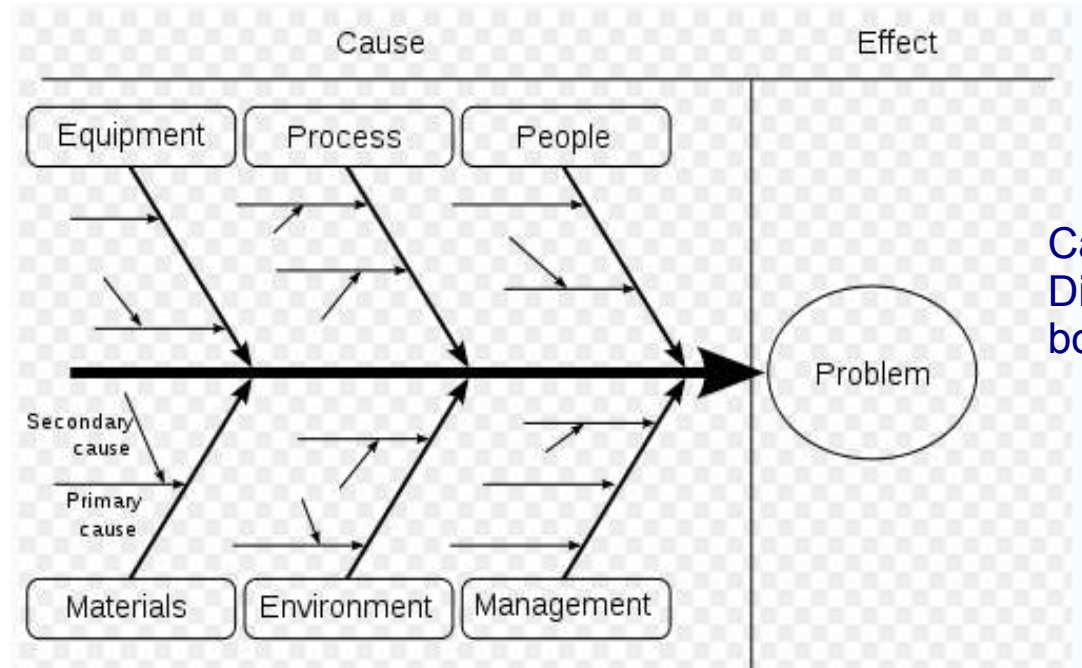 Cause
Effect
Equipment
Process
People
Ca
Di
bo
Problem
Secondary
cause
Primary
cause
Materials
Environment
Management